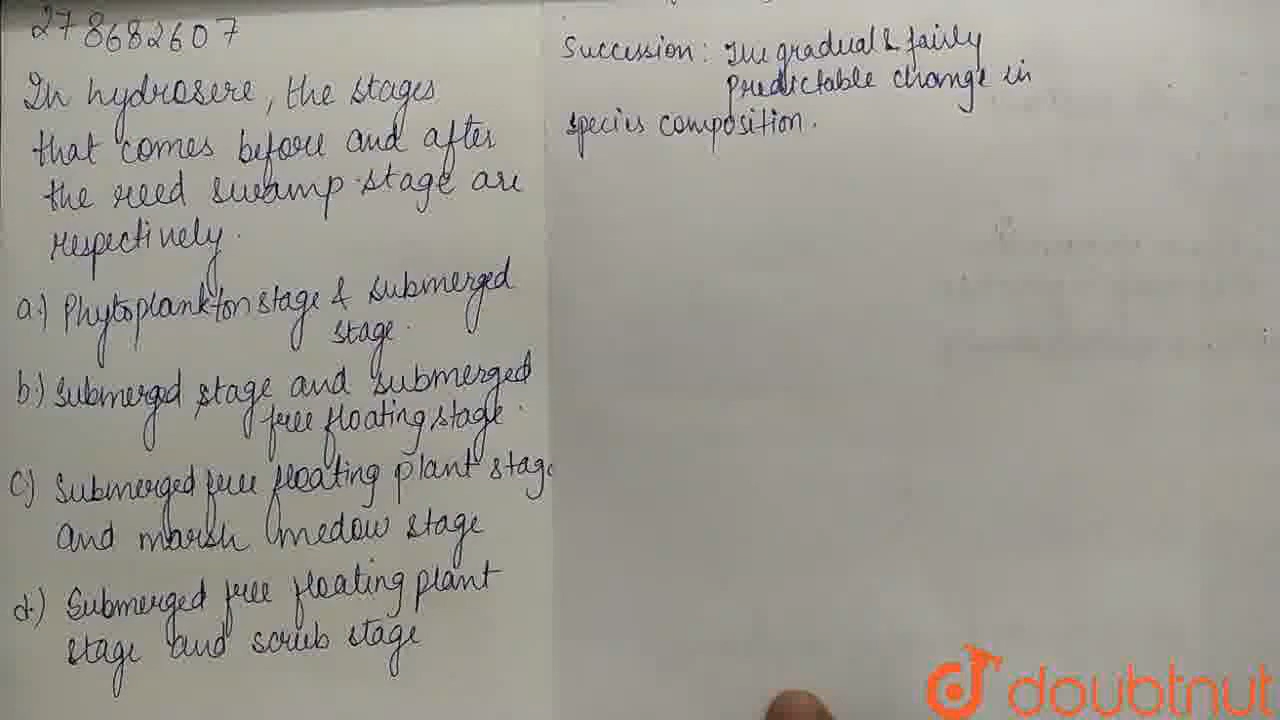 278682607
In hydrosere, the stages
that comes before and after
the reed swamp stage are
respectively.
a.) Phytoplankton stage & submerged
stage.
b.) Submerged stage and submerged
free floating stage.
c) Submerged free floating plant stage
and marsh medow stage
d.) Submerged free floating plant
stage and scrub stage
Succession: The gradual & fairly
predictable change in
species composition.
doubtnut